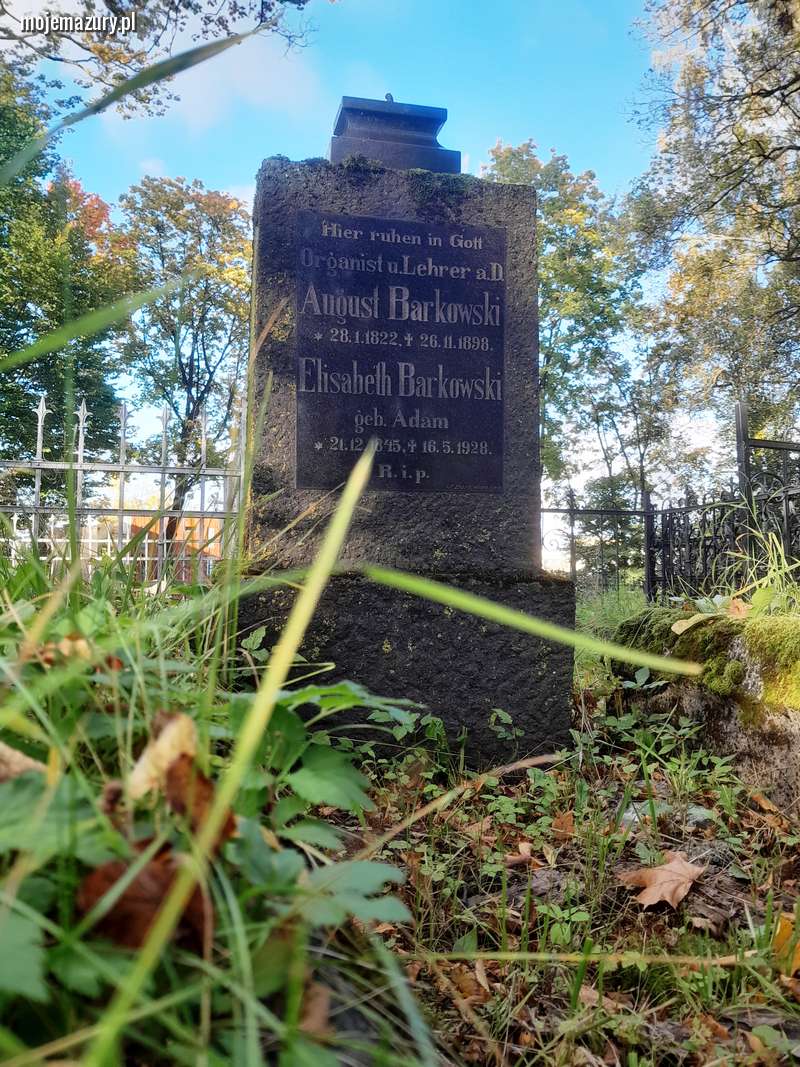 mojemazury.pl
Hier ruhen in Gott
Organist u. Lehrer a.D.
August Barkowski
* 28.1.1822. ✝ 26.11.1898.
Elisabeth Barkowski
geb. Adam
* 21.12.1845, ✝ 16.5.1928.
R.i.p.